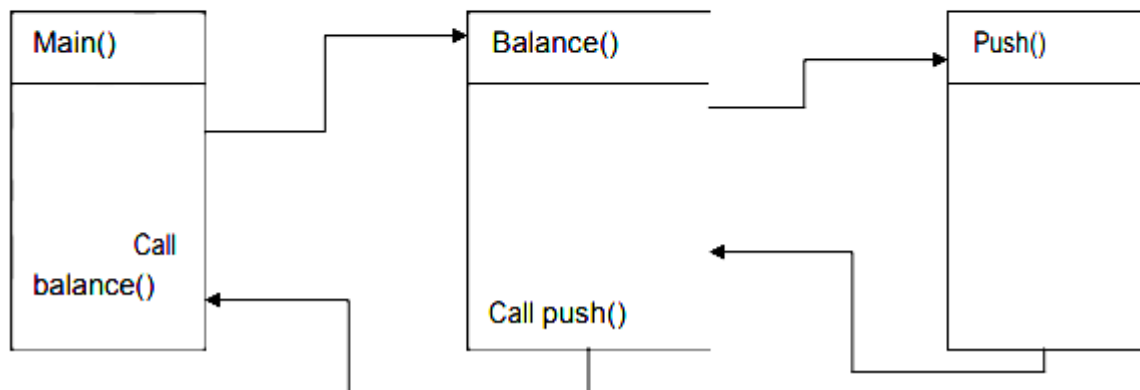 Main()
Call
balance()
Balance()
Call push()
Push()